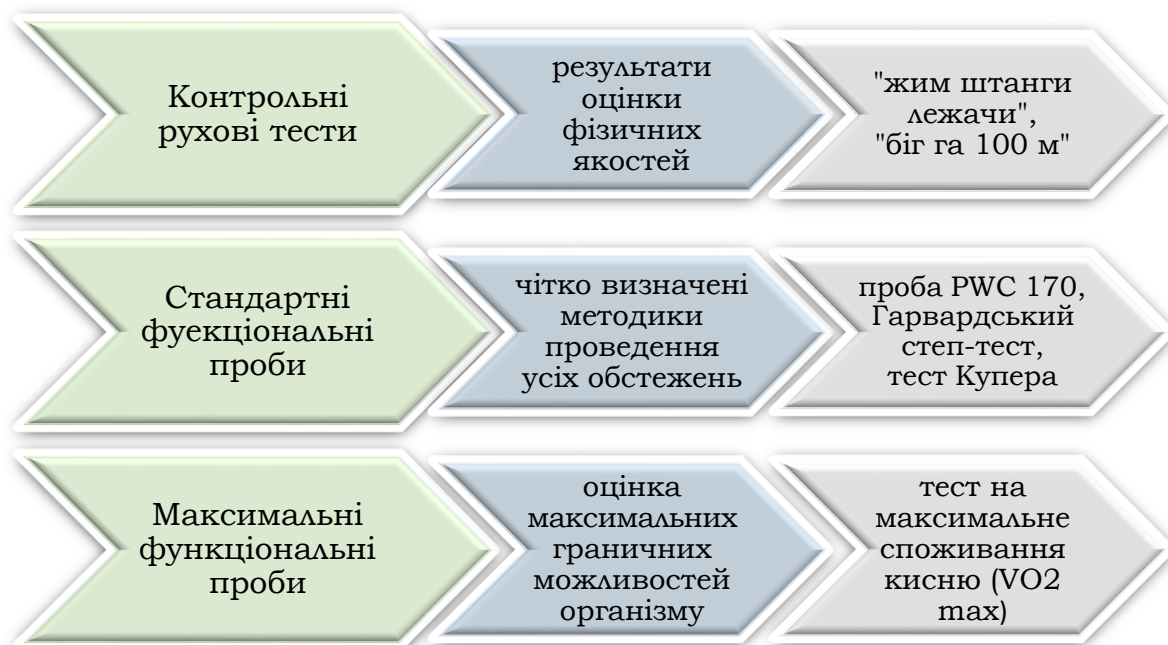 Контрольні
рухові тести
результати
оцінки
фізичних
якостей
"жим штанги
лежачи",
"біг га 100 м"
Стандартні
фуекціональні
проби
чітко визначені
методики
проведення
усіх обстежень
проба PWC 170,
Гарвардський
степ-тест,
тест Купера
Максимальні
функціональні
проби
оцінка
максимальних
граничних
можливостей
організму
тест на
максимальне
споживання
кисню (VO2
max)